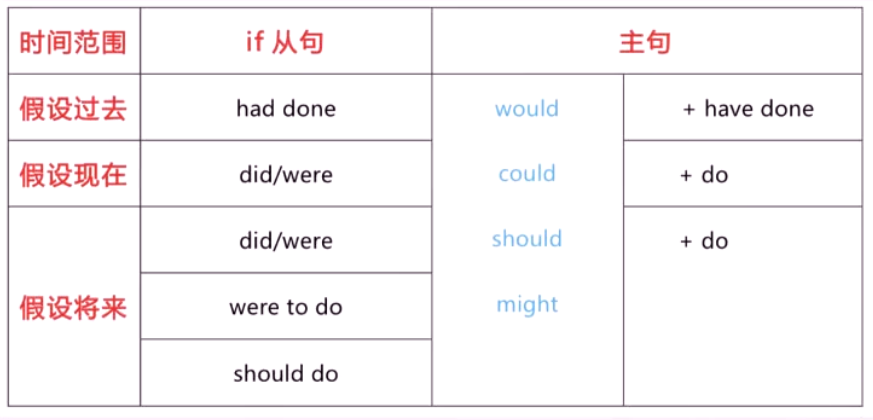 时间范围 if 从句 主句
假设过去 had done would + have done
假设现在 did/were could + do
did/were should + do
假设将来 were to do might
should do